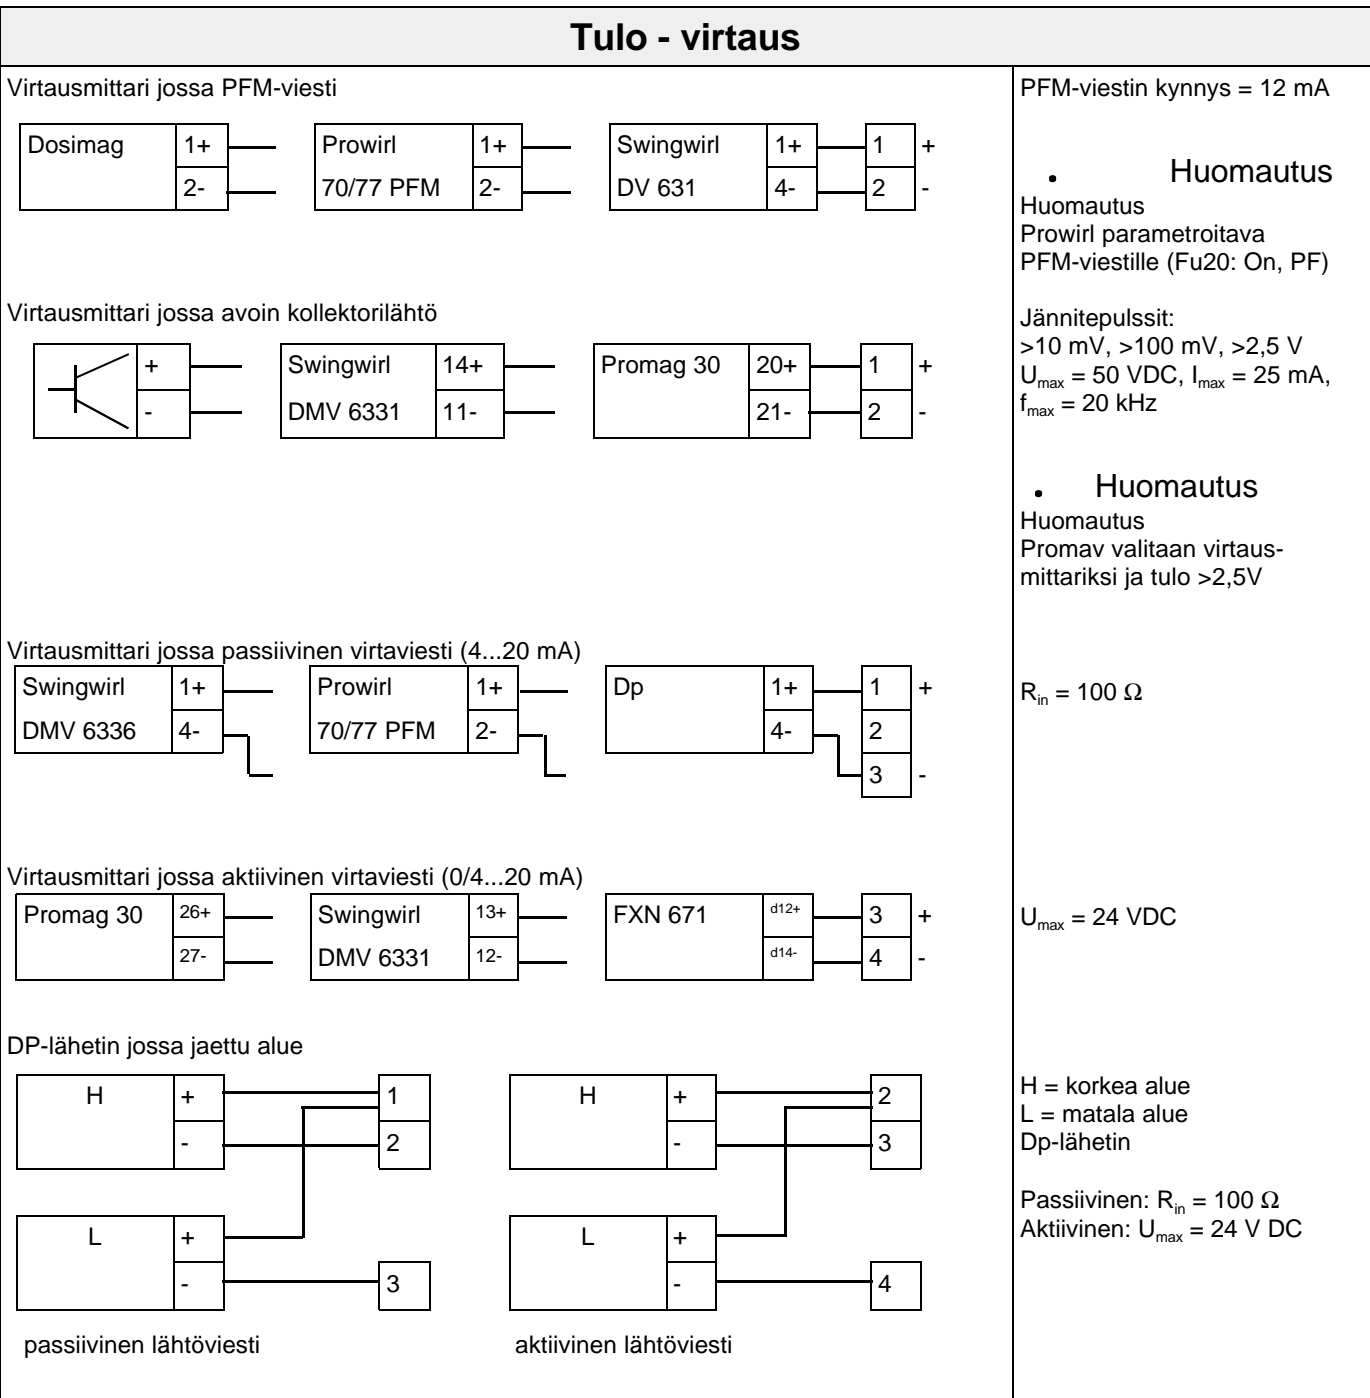 Tulo - virtaus
Virtausmittari jossa PFM-viesti
PFM-viestin kynnys = 12 mA
Dosimag 1+ Prowirl 1+ Swingwirl 1+ 1 +
2- 70/77 PFM 2- DV 631 4- 2 -
. Huomautus
Huomautus
Prowirl parametroitava
PFM-viestille (Fu20: On, PF)
Virtausmittari jossa avoin kollektorilähtö
+ Swingwirl 14+ Promag 30 20+ 1 +
- DMV 6331 11- 21- 2 -
Jännitepulssit:
>10 mV, >100 mV, >2,5 V
Umax = 50 VDC, Imax = 25 mA,
fmax = 20 kHz
. Huomautus
Huomautus
Promav valitaan virtaus-
mittariksi ja tulo >2,5V
Virtausmittari jossa passiivinen virtaviesti (4...20 mA)
Swingwirl 1+ Prowirl 1+ Dp 1+ 1 +
DMV 6336 4- 70/77 PFM 2- 4- 2
3 -
Rin = 100 Ω
Virtausmittari jossa aktiivinen virtaviesti (0/4...20 mA)
Promag 30 26+ Swingwirl 13+ FXN 671 d12+ 3 +
27- DMV 6331 12- d14- 4 -
Umax = 24 VDC
DP-lähetin jossa jaettu alue
H + 1 H + 2
- 2 - 3
L + L +
- 3 - 4
passiivinen lähtöviesti aktiivinen lähtöviesti
H = korkea alue
L = matala alue
Dp-lähetin
Passiivinen: Rin = 100 Ω
Aktiivinen: Umax = 24 V DC